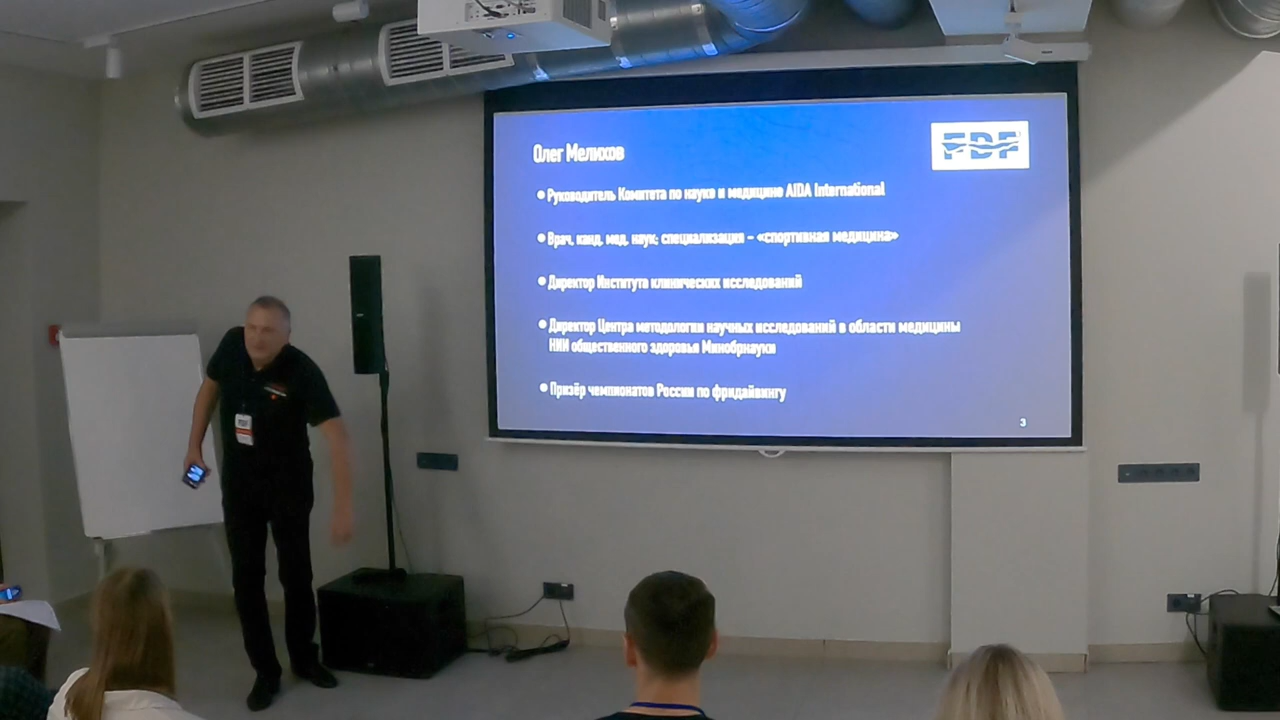 Олег Мелихов
FDF
• Руководитель Комитета по науке и медицине AIDA International
• Врач, канд. мед. наук; специализация – «спортивная медицина»
• Директор Института клинических исследований
• Директор Центра методологии научных исследований в области медицины
НИИ общественного здоровья Минобрнауки
• Призёр чемпионатов России по фридайвингу
3